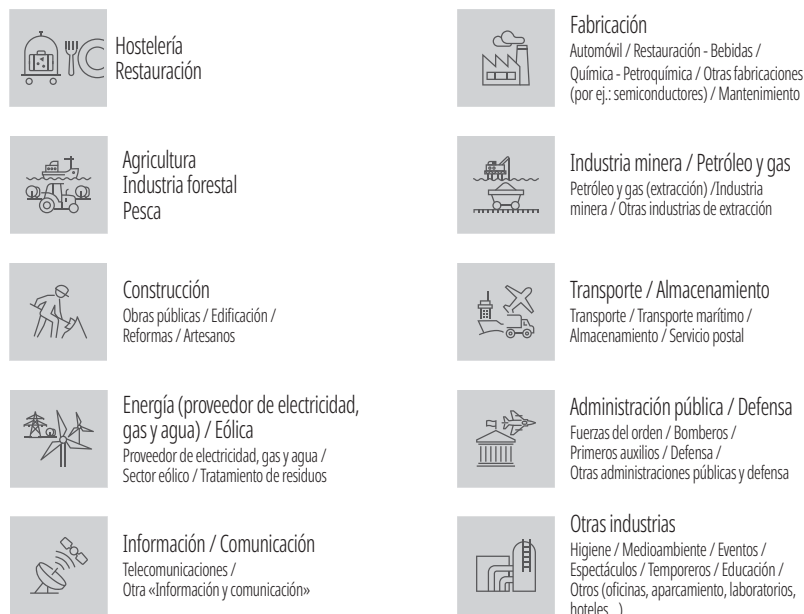 Hostelería
Restauración
Agricultura
Industria forestal
Pesca
Construcción
Obras públicas / Edificación /
Reformas / Artesanos
Energía (proveedor de electricidad,
gas y agua) / Eólica
Proveedor de electricidad, gas y agua /
Sector eólico / Tratamiento de residuos
Información / Comunicación
Telecomunicaciones /
Otra «Información y comunicación»
Fabricación
Automóvil / Restauración - Bebidas /
Química - Petroquímica / Otras fabricaciones
(por ej.: semiconductores) / Mantenimiento
Industria minera / Petróleo y gas
Petróleo y gas (extracción) /Industria
minera / Otras industrias de extracción
Transporte / Almacenamiento
Transporte / Transporte marítimo /
Almacenamiento / Servicio postal
Administración pública / Defensa
Fuerzas del orden / Bomberos /
Primeros auxilios / Defensa /
Otras administraciones públicas y defensa
Otras industrias
Higiene / Medioambiente / Eventos /
Espectáculos / Temporeros / Educación /
Otros (oficinas, aparcamiento, laboratorios,
hoteles...)